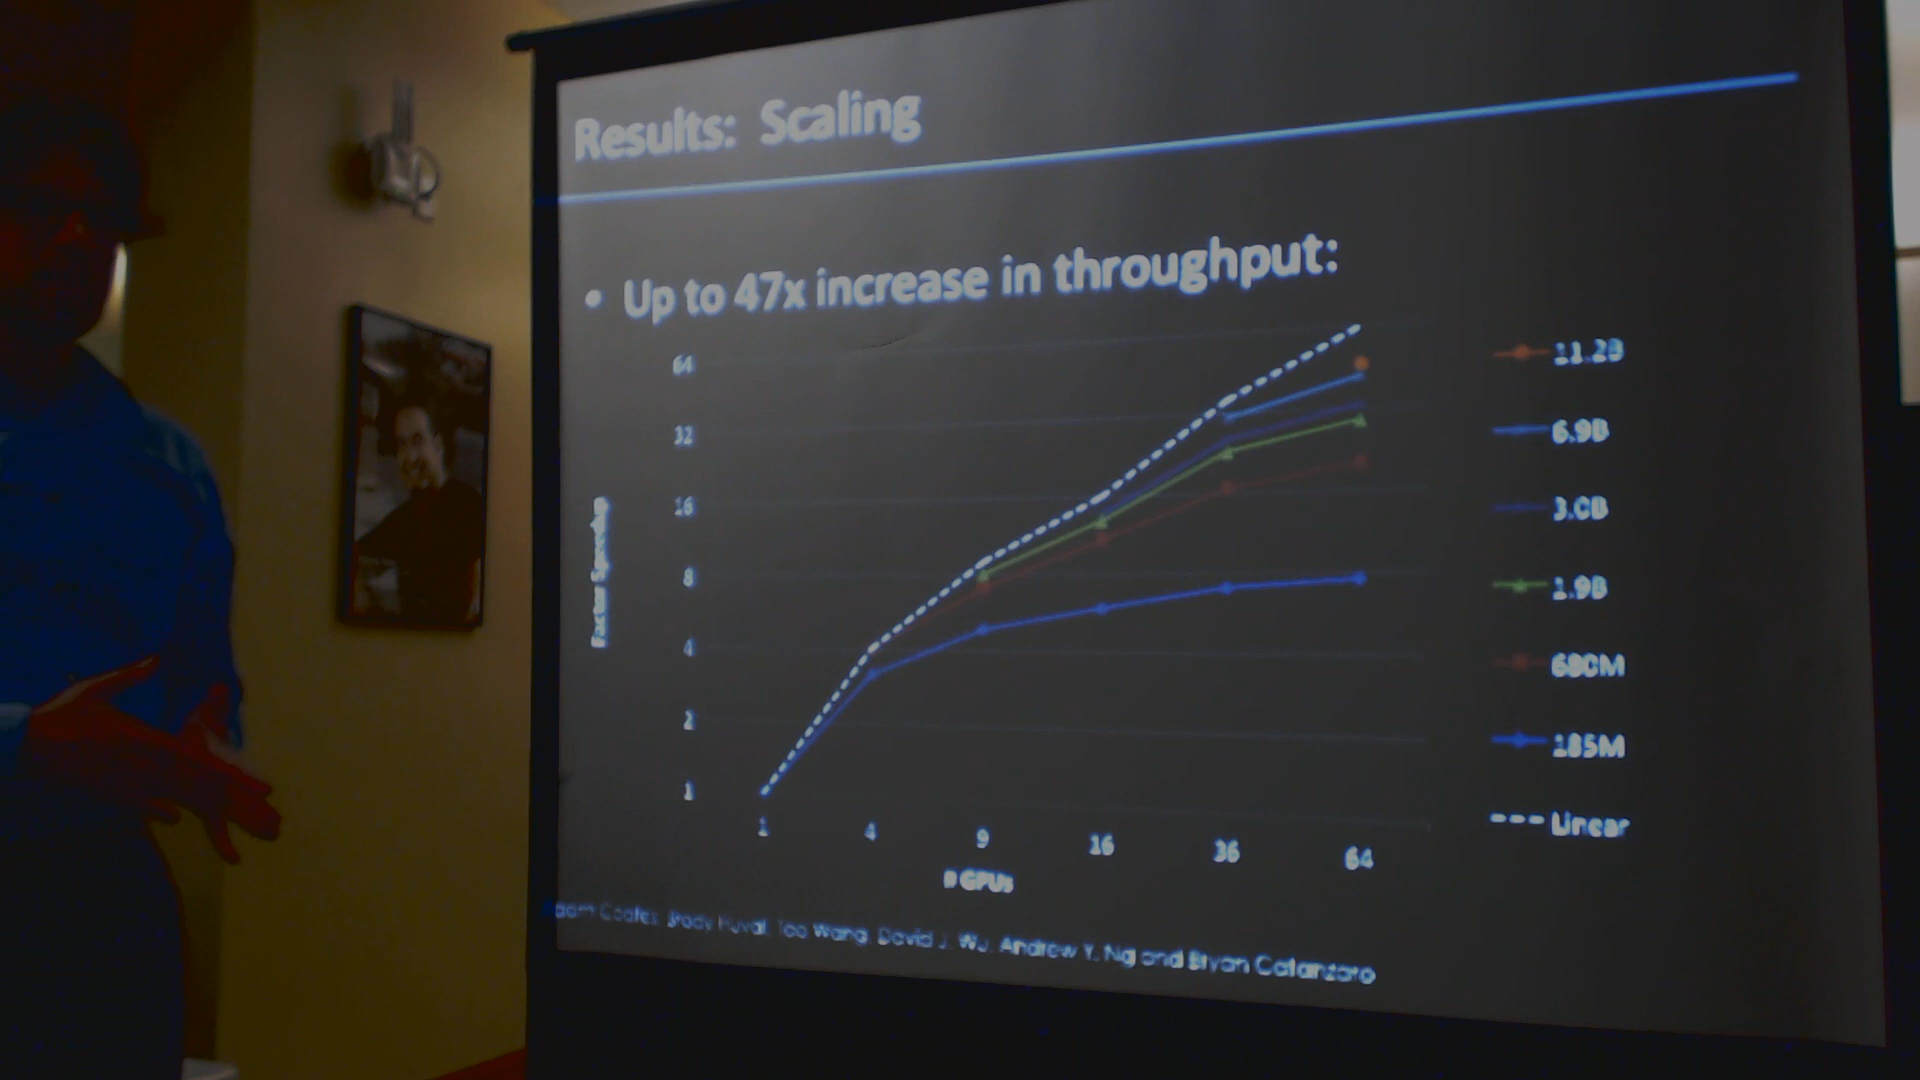 Results: Scaling
• Up to 47x increase in throughput:
64
32
16
8
4
2
1
Factor Speedup
1 4 9 16 36 64
# GPUs
11.2B
6.9B
3.0B
1.9B
680M
185M
Linear
Adam Coates, Brody Huval, Tao Wang, David J. Wu, Andrew Y. Ng and Bryan Catanzaro